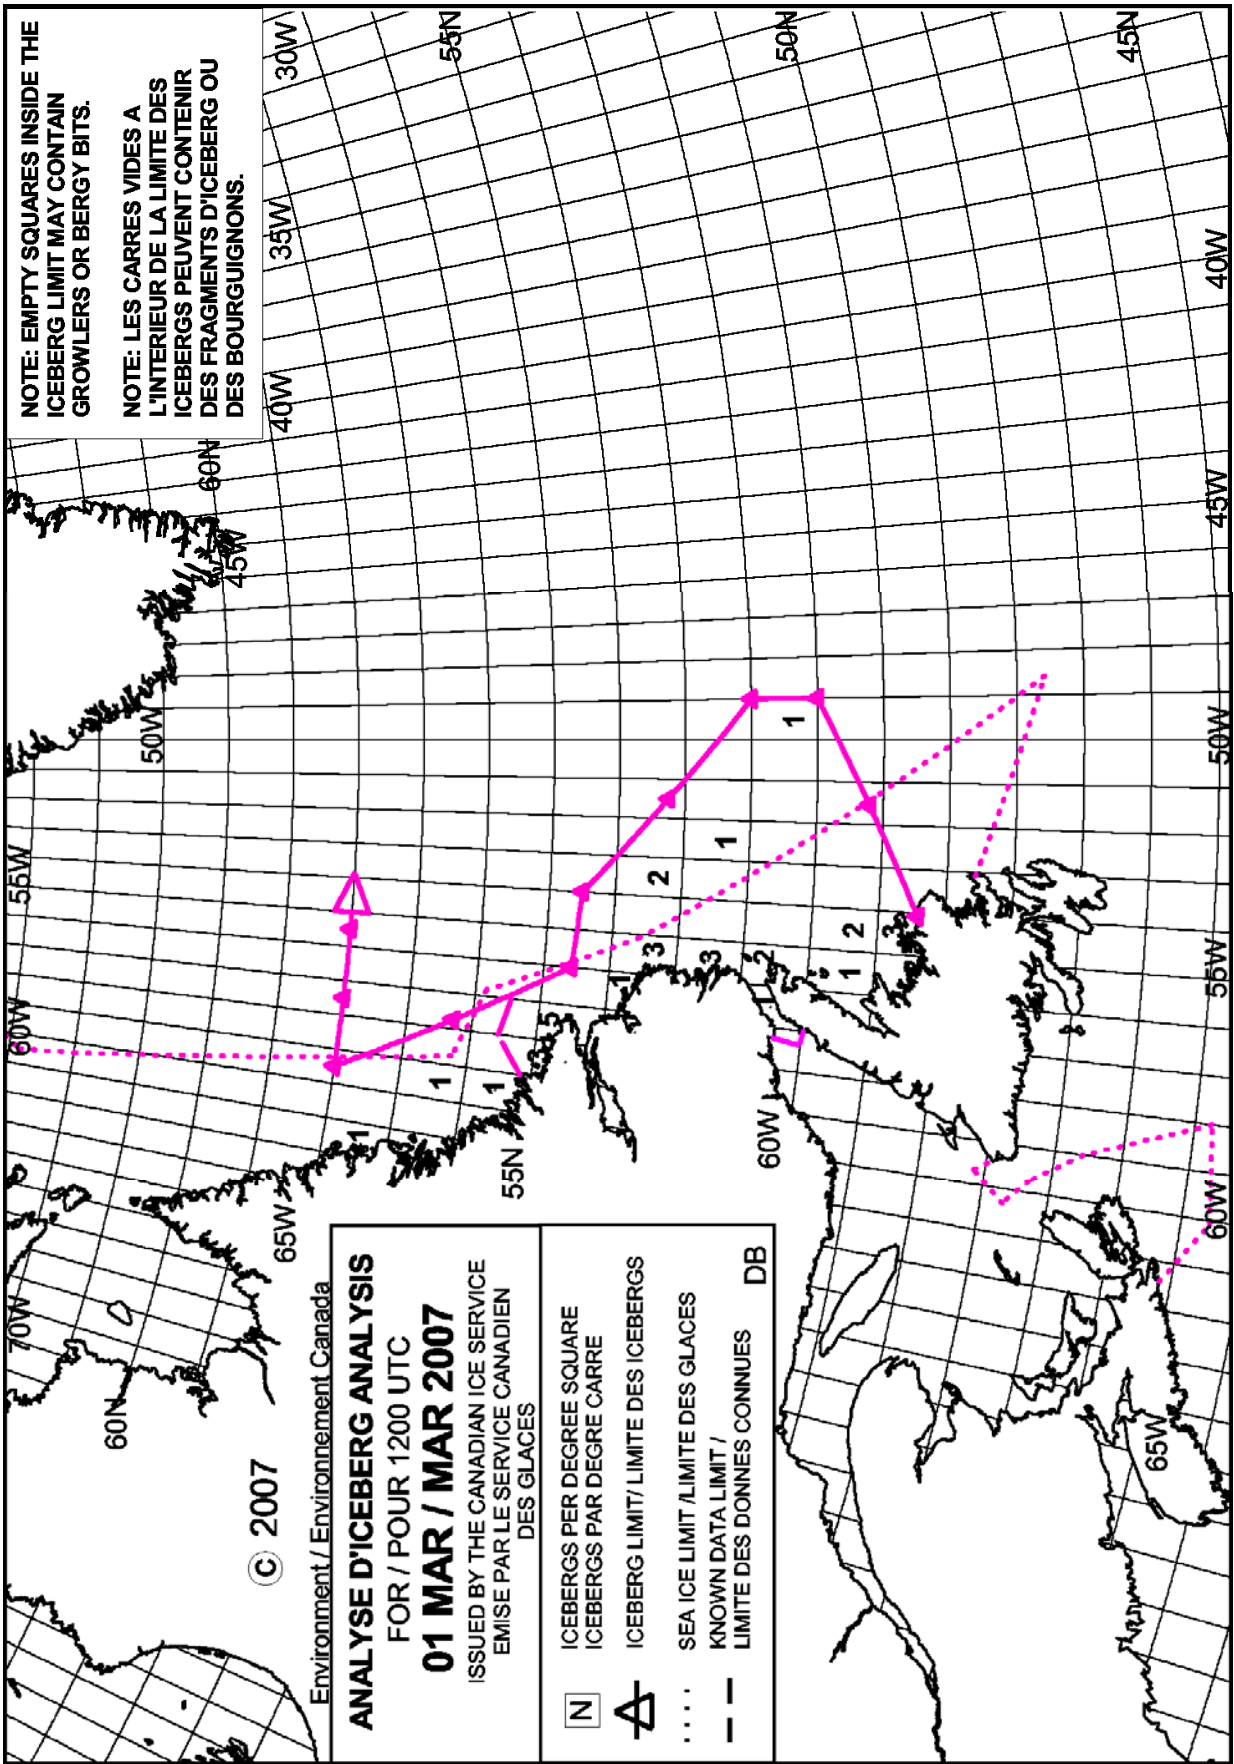 NOTE: EMPTY SQUARES INSIDE THE
ICEBERG LIMIT MAY CONTAIN
GROWLERS OR BERGY BITS.
NOTE: LES CARRES VIDES A
L'INTERIEUR DE LA LIMITE DES
ICEBERGS PEUVENT CONTENIR
DES FRAGMENTS D'ICEBERG OU
DES BOURGUIGNONS.
70W
60W
55W
50W
60N
45W
40W
35W
30W
60N
65W
55N
60W
65W
55N
50N
45N
60W
55W
50W
45W
40W
1
1
1
3
5
1
3
3
2
2
1
1
1
2
3
© 2007
Environment / Environnement Canada
ANALYSE D'ICEBERG ANALYSIS
FOR / POUR 1200 UTC
01 MAR / MAR 2007
ISSUED BY THE CANADIAN ICE SERVICE
EMISE PAR LE SERVICE CANADIEN
DES GLACES
N ICEBERGS PER DEGREE SQUARE
ICEBERGS PAR DEGRE CARRE
ICEBERG LIMIT/ LIMITE DES ICEBERGS
SEA ICE LIMIT /LIMITE DES GLACES
KNOWN DATA LIMIT /
LIMITE DES DONNES CONNUES
DB